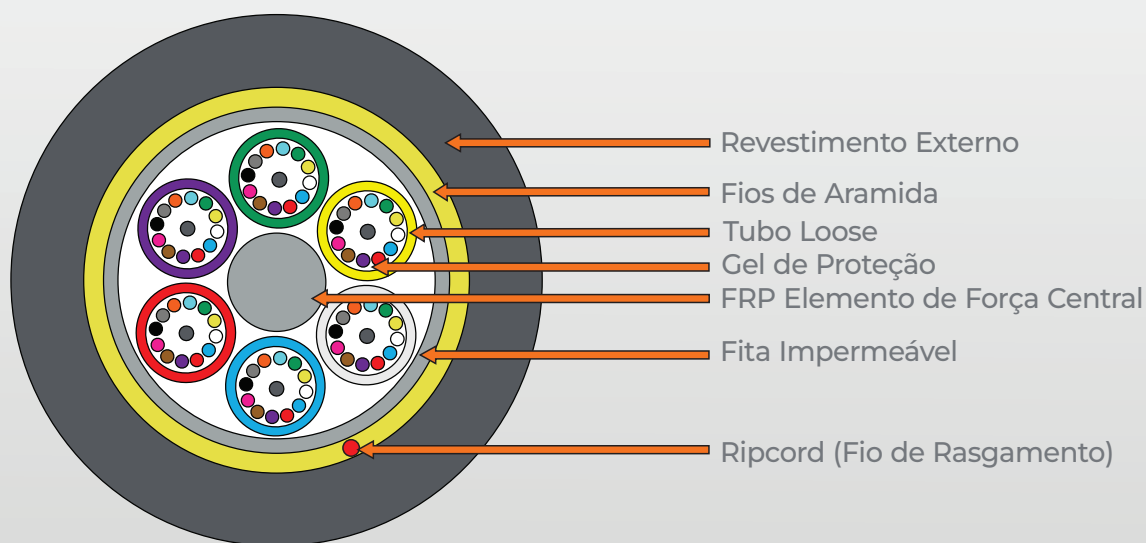 Revestimento Externo
Fios de Aramida
Tubo Loose
Gel de Proteção
FRP Elemento de Força Central
Fita Impermeável
Ripcord (Fio de Rasgamento)